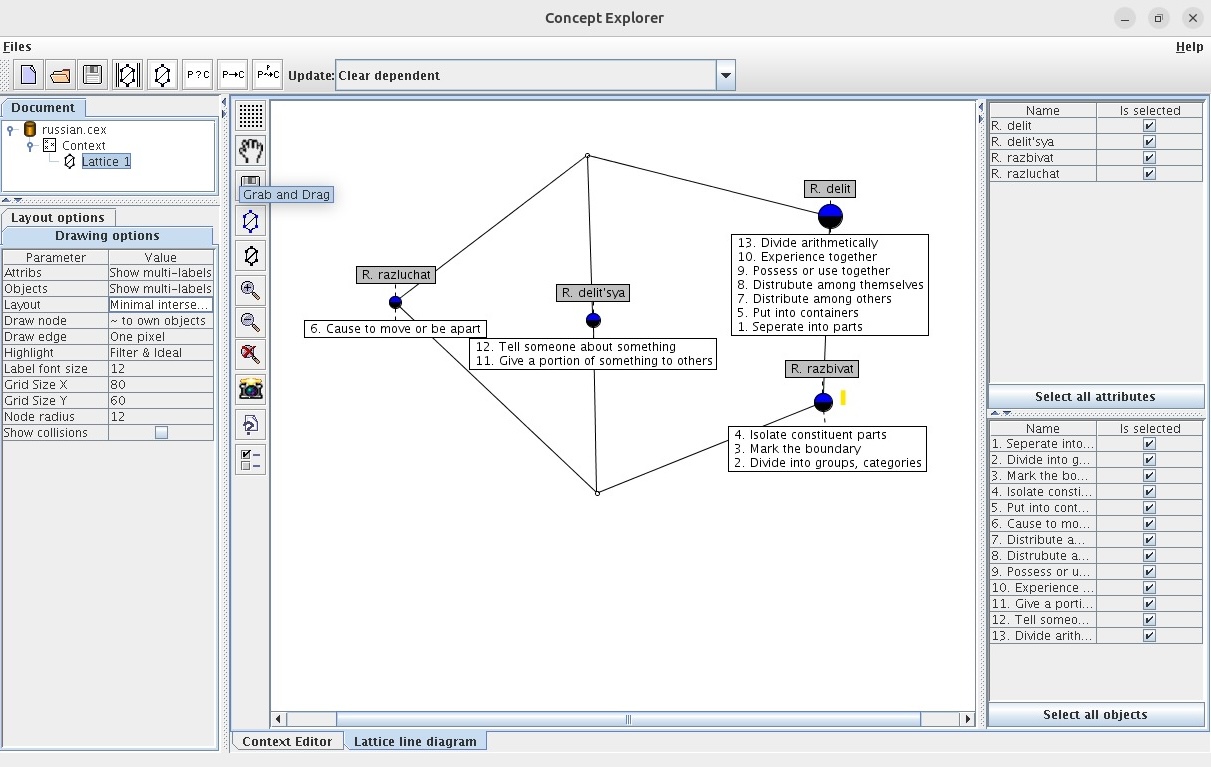 Concept Explorer
Files
Help
P?C
P→C
P→C
Update:
Clear dependent
Document
russian.cex
Context
Lattice 1
Grab and Drag
Layout options
Drawing options
Parameter Value
Attribs Show multi-labels
Objects Show multi-labels
Layout Minimal interse...
Draw node ~ to own objects
Draw edge One pixel
Highlight Filter & Ideal
Label font size 12
Grid Size X 80
Grid Size Y 60
Node radius 12
Show collisions
R. delit
13. Divide arithmetically
10. Experience together
9. Possess or use together
8. Distrubute among themselves
7. Distribute among others
5. Put into containers
1. Seperate into parts
R. razluchat
6. Cause to move or be apart
R. delit'sya
12. Tell someone about something
11. Give a portion of something to others
R. razbivat
4. Isolate constituent parts
3. Mark the boundary
2. Divide into groups, categories
Context Editor
Lattice line diagram
Name Is selected
R. delit
R. delit'sya
R. razbivat
R. razluchat
Select all attributes
Name Is selected
1. Seperate into...
2. Divide into g...
3. Mark the bo...
4. Isolate consti...
5. Put into cont...
6. Cause to mo...
7. Distribute a...
8. Distrubute a...
9. Possess or u...
10. Experience ...
11. Give a porti...
12. Tell someo...
13. Divide arith...
Select all objects